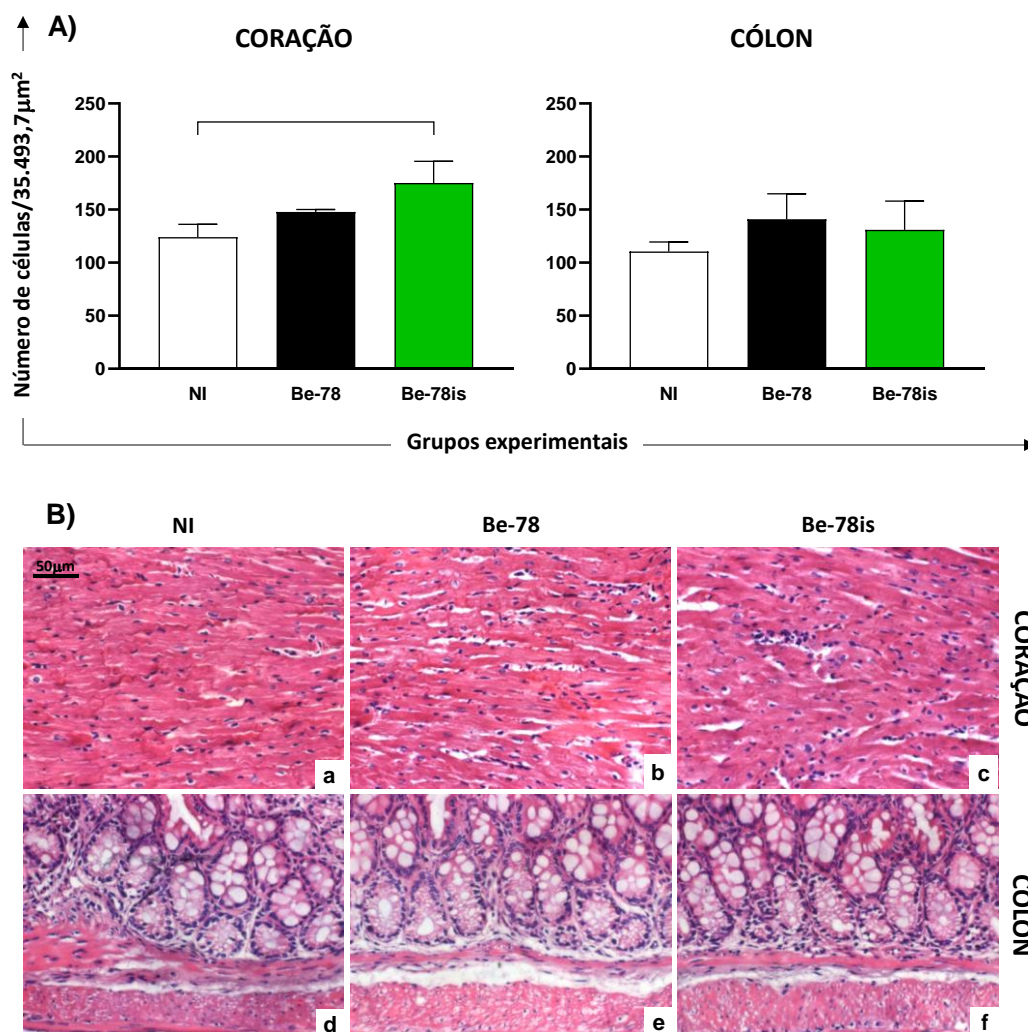 A)
CORAÇÃO
CÓLON
Número de células/35.493,7µm²
250
200
150
100
50
0
NI
Be-78
Be-78is
250
200
150
100
50
0
NI
Be-78
Be-78is
Grupos experimentais
B)
NI
Be-78
Be-78is
50µm
a
b
c
CORAÇÃO
d
e
f
CÓLON